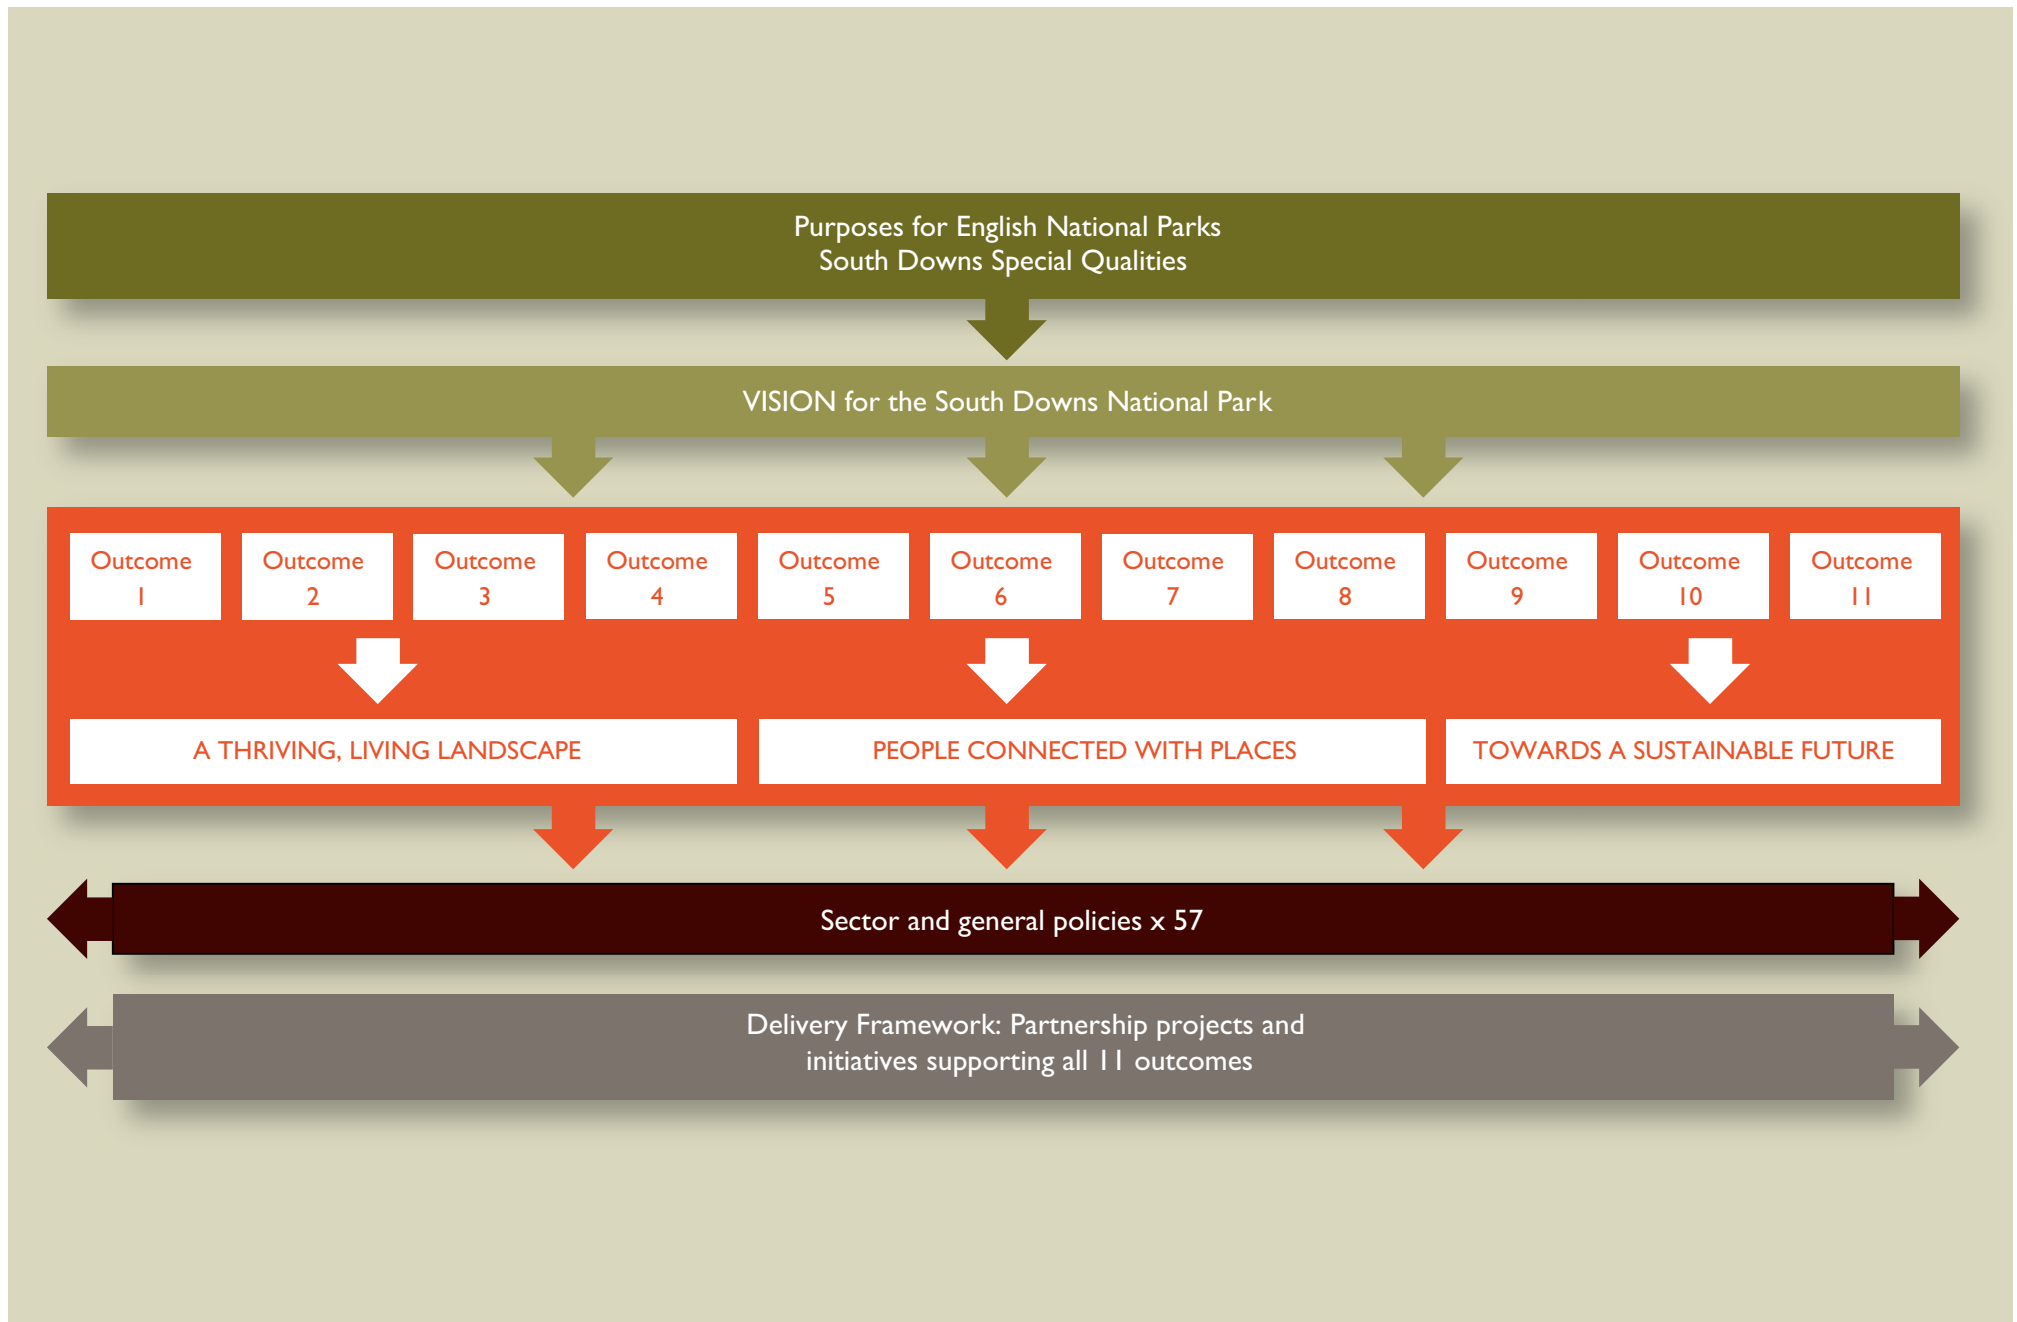 Purposes for English National Parks
South Downs Special Qualities
VISION for the South Downs National Park
Outcome
1
Outcome
2
Outcome
3
Outcome
4
Outcome
5
Outcome
6
Outcome
7
Outcome
8
Outcome
9
Outcome
10
Outcome
11
A THRIVING, LIVING LANDSCAPE
PEOPLE CONNECTED WITH PLACES
TOWARDS A SUSTAINABLE FUTURE
Sector and general policies x 57
Delivery Framework: Partnership projects and
initiatives supporting all 11 outcomes